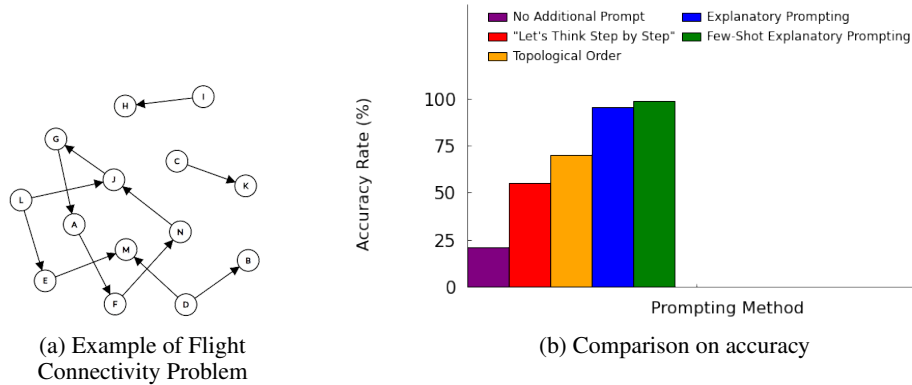 No Additional Prompt
"Let's Think Step by Step"
Topological Order
Explanatory Prompting
Few-Shot Explanatory Prompting
H
I
G
C
J
K
L
A
N
M
B
E
F
D
100
75
50
25
0
Accuracy Rate (%)
Prompting Method
(a) Example of Flight
Connectivity Problem
(b) Comparison on accuracy